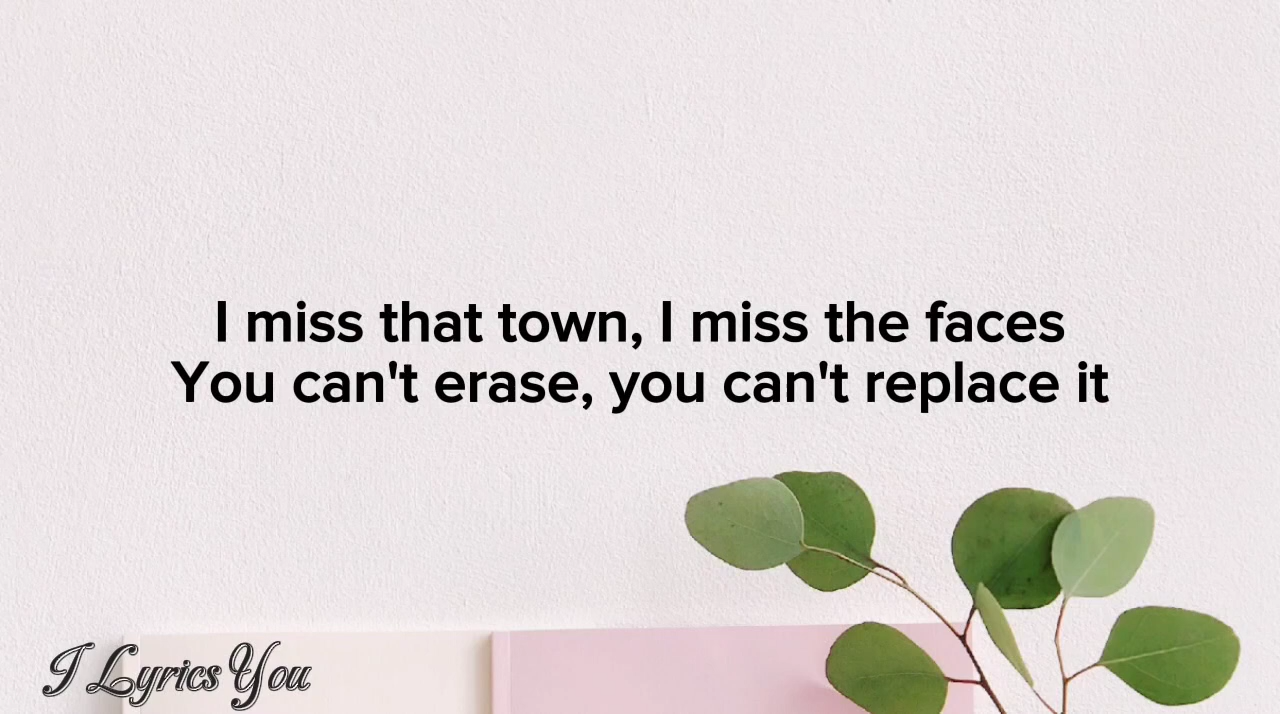 I miss that town, I miss the faces
You can't erase, you can't replace it
I Lyrics You